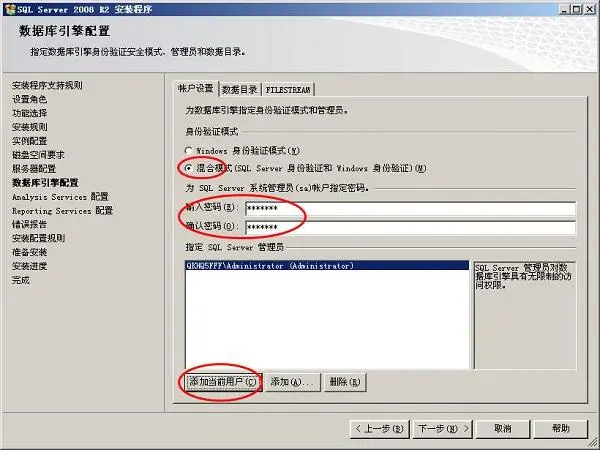 SQL Server 2008 R2 安装程序
数据库引擎配置
指定数据库引擎身份验证安全模式、管理员和数据目录。
安装程序支持规则
设置角色
功能选择
安装规则
实例配置
磁盘空间要求
服务器配置
数据库引擎配置
Analysis Services 配置
Reporting Services 配置
错误报告
安装配置规则
准备安装
安装进度
完成
帐户设置 数据目录 FILESTREAM
为数据库引擎指定身份验证模式和管理员。
身份验证模式
Windows 身份验证模式(W)
混合模式(SQL Server 身份验证和 Windows 身份验证)(M)
为 SQL Server 系统管理员(sa)帐户指定密码。
输入密码(E): *******
确认密码(O): *******
指定 SQL Server 管理员
QKHQ5FFF\Administrator (Administrator)
SQL Server 管理员对数
据库引擎具有无限制的访
问权限。
添加当前用户(C) 添加(A)... 删除(R)
< 上一步(B) 下一步(N) > 取消 帮助